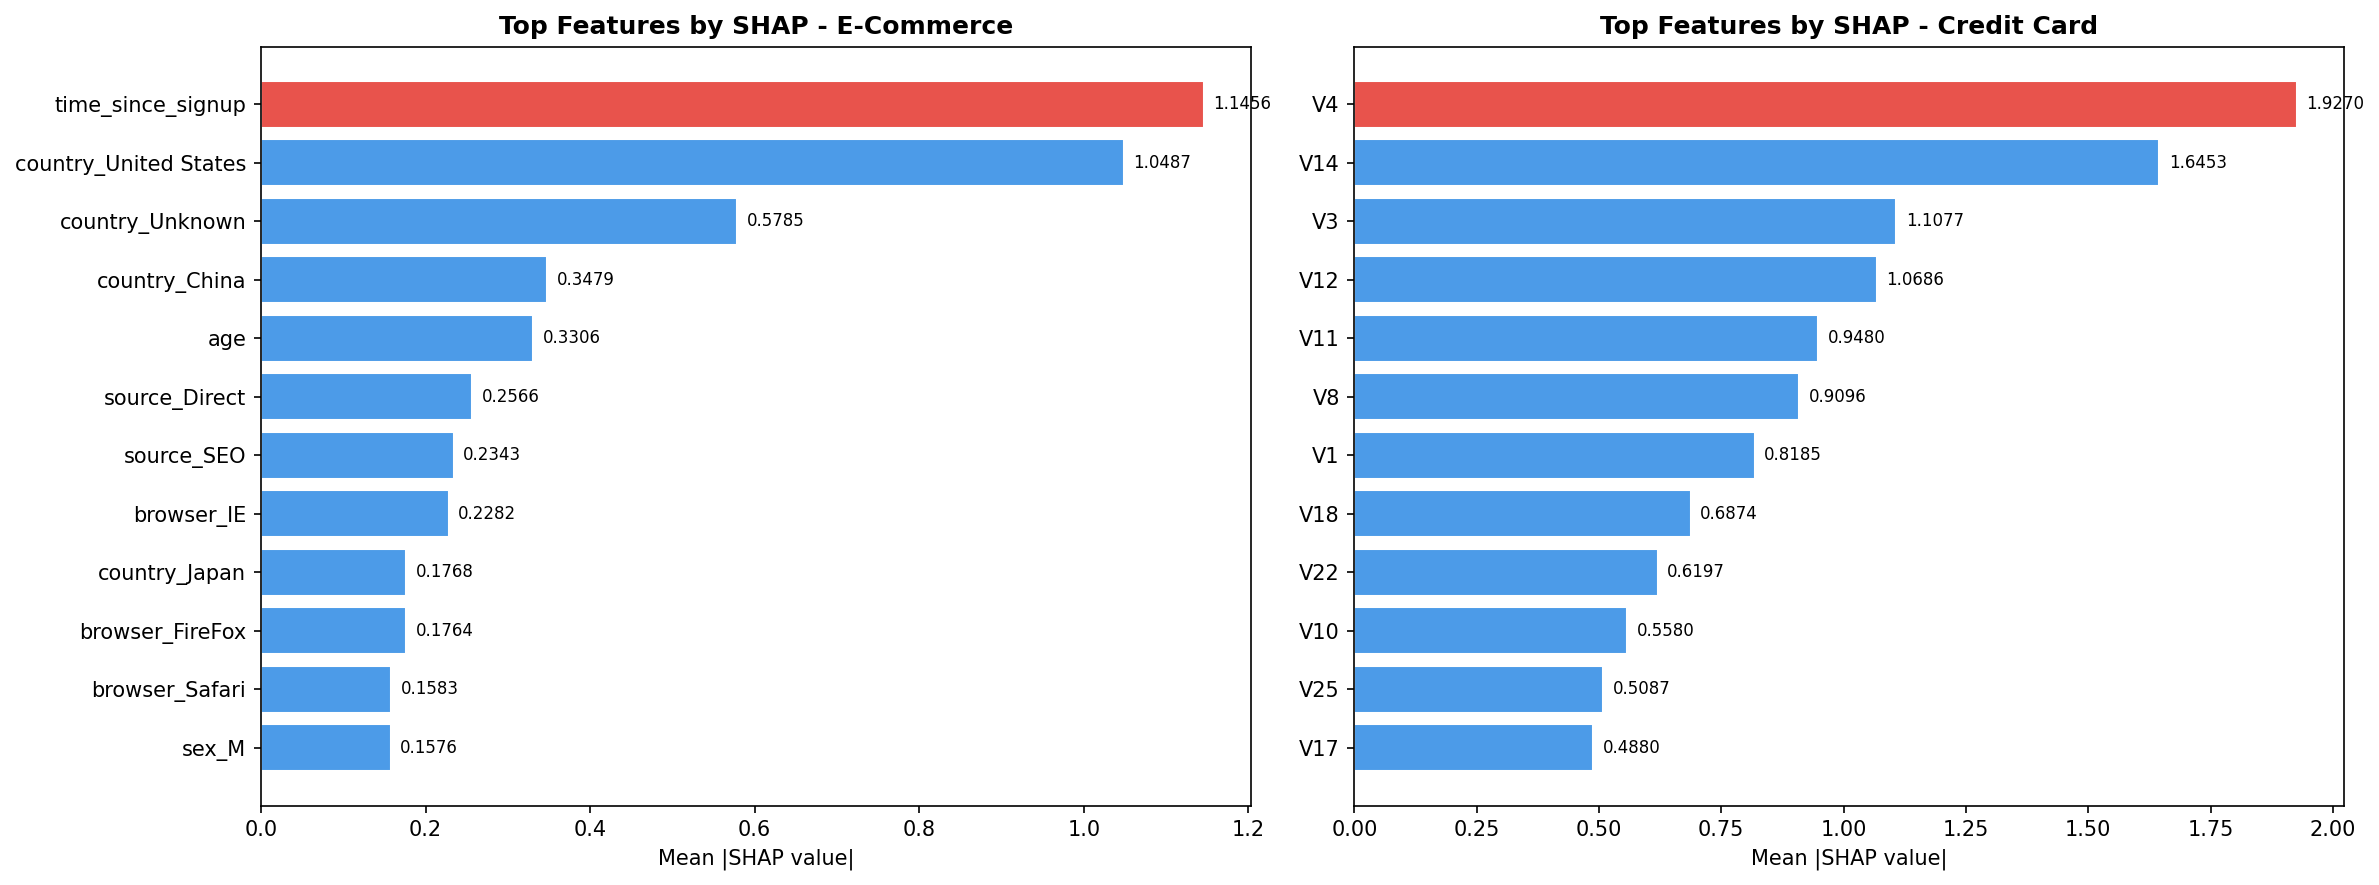 Top Features by SHAP - E-Commerce
time_since_signup 1.1456
country_United States 1.0487
country_Unknown 0.5785
country_China 0.3479
age 0.3306
source_Direct 0.2566
source_SEO 0.2343
browser_IE 0.2282
country_Japan 0.1768
browser_FireFox 0.1764
browser_Safari 0.1583
sex_M 0.1576
0.0 0.2 0.4 0.6 0.8 1.0 1.2
Mean |SHAP value|
Top Features by SHAP - Credit Card
V4 1.9270
V14 1.6453
V3 1.1077
V12 1.0686
V11 0.9480
V8 0.9096
V1 0.8185
V18 0.6874
V22 0.6197
V10 0.5580
V25 0.5087
V17 0.4880
0.00 0.25 0.50 0.75 1.00 1.25 1.50 1.75 2.00
Mean |SHAP value|